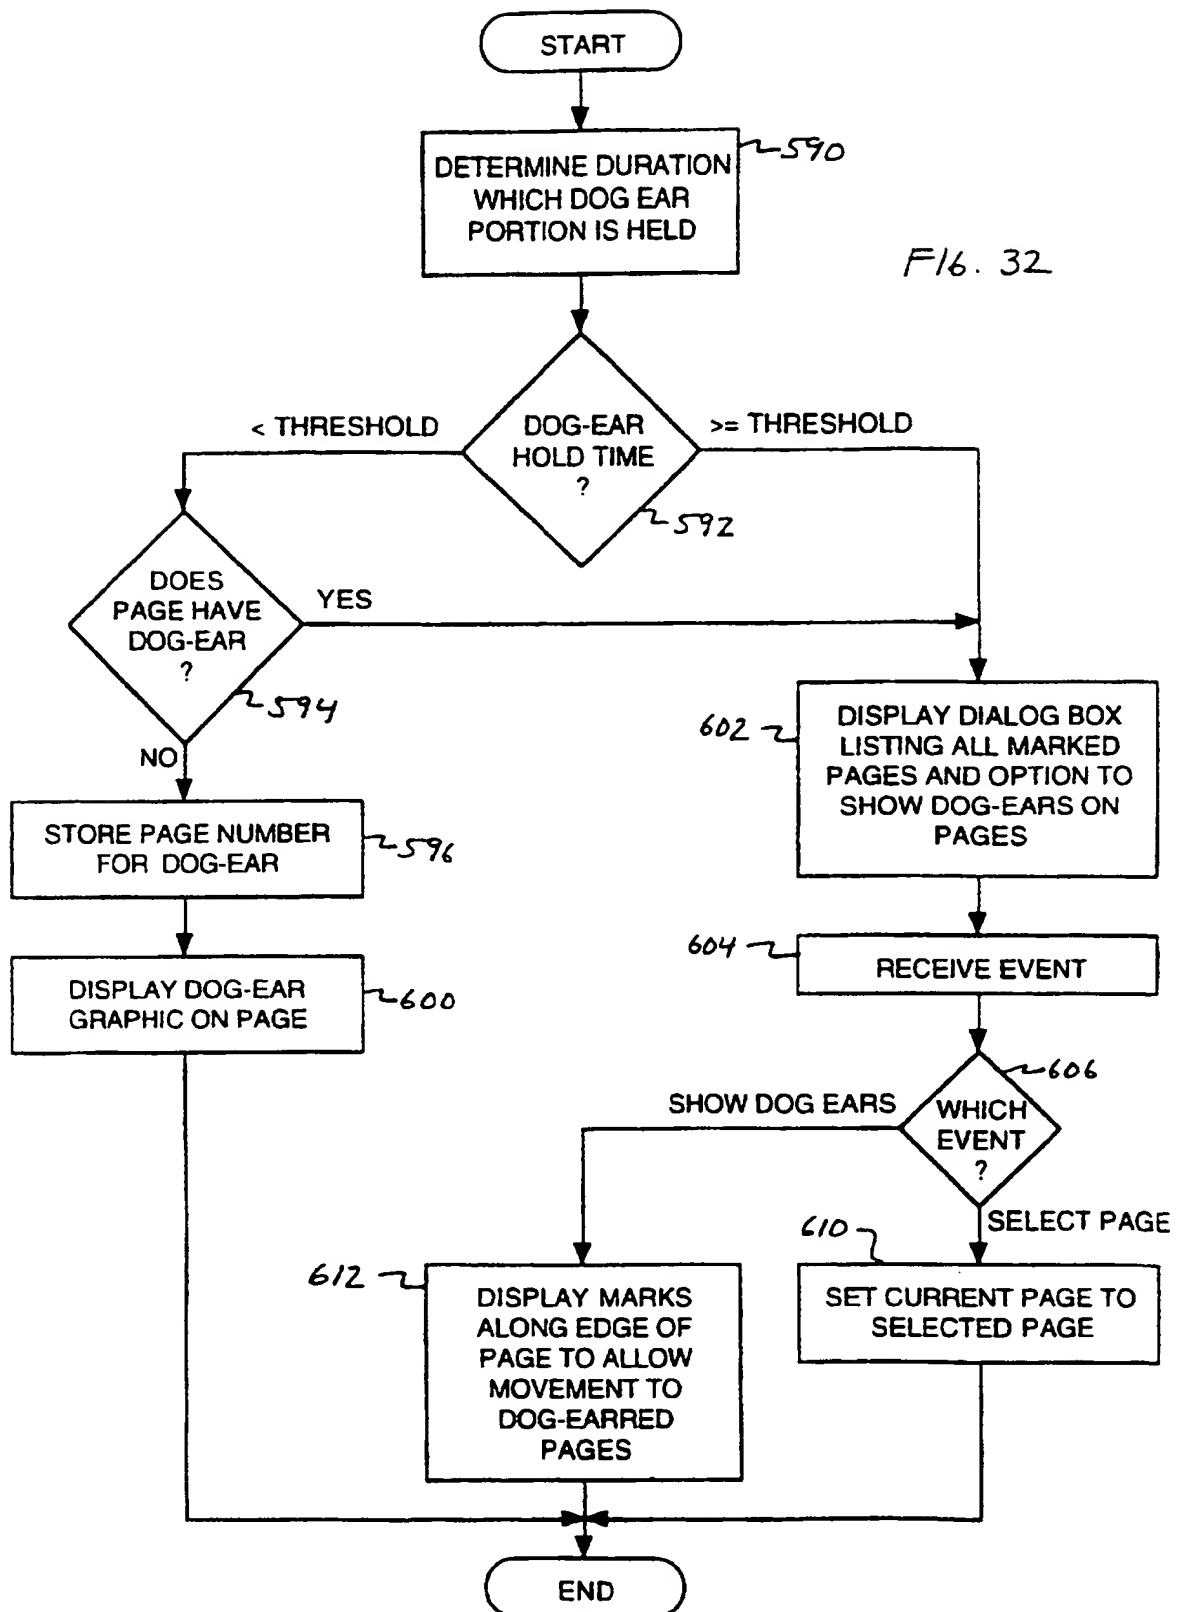 START
DETERMINE DURATION
WHICH DOG EAR
PORTION IS HELD
590
FIG. 32
< THRESHOLD
DOG-EAR
HOLD TIME
?
>= THRESHOLD
592
DOES
PAGE HAVE
DOG-EAR
?
YES
594
NO
602
DISPLAY DIALOG BOX
LISTING ALL MARKED
PAGES AND OPTION TO
SHOW DOG-EARS ON
PAGES
STORE PAGE NUMBER
FOR DOG-EAR
596
604
RECEIVE EVENT
DISPLAY DOG-EAR
GRAPHIC ON PAGE
600
606
SHOW DOG EARS
WHICH
EVENT
?
SELECT PAGE
610
612
DISPLAY MARKS
ALONG EDGE OF
PAGE TO ALLOW
MOVEMENT TO
DOG-EARRED
PAGES
SET CURRENT PAGE TO
SELECTED PAGE
END